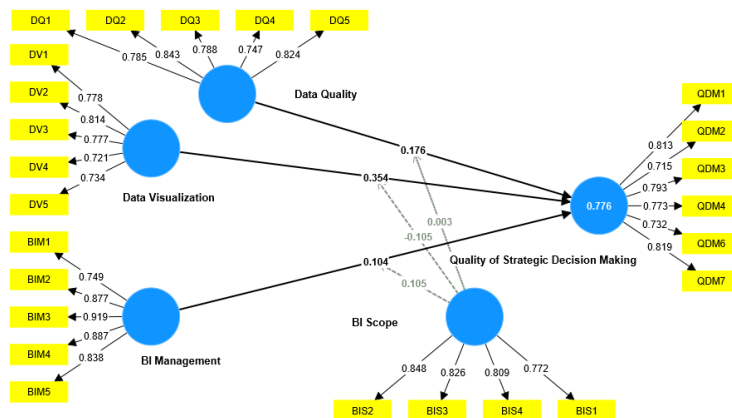 DQ1
DQ2
DQ3
DQ4
DQ5
0.785
0.843
0.788
0.747
0.824
Data Quality
DV1
DV2
DV3
DV4
DV5
0.778
0.814
0.777
0.721
0.734
Data Visualization
BIM1
BIM2
BIM3
BIM4
BIM5
0.749
0.877
0.919
0.887
0.838
BI Management
0.176
0.354
0.104
0.003
-0.105
0.105
0.776
Quality of Strategic Decision Making
QDM1
QDM2
QDM3
QDM4
QDM6
QDM7
0.813
0.715
0.793
0.773
0.732
0.819
BI Scope
0.848
0.826
0.809
0.772
BIS2
BIS3
BIS4
BIS1